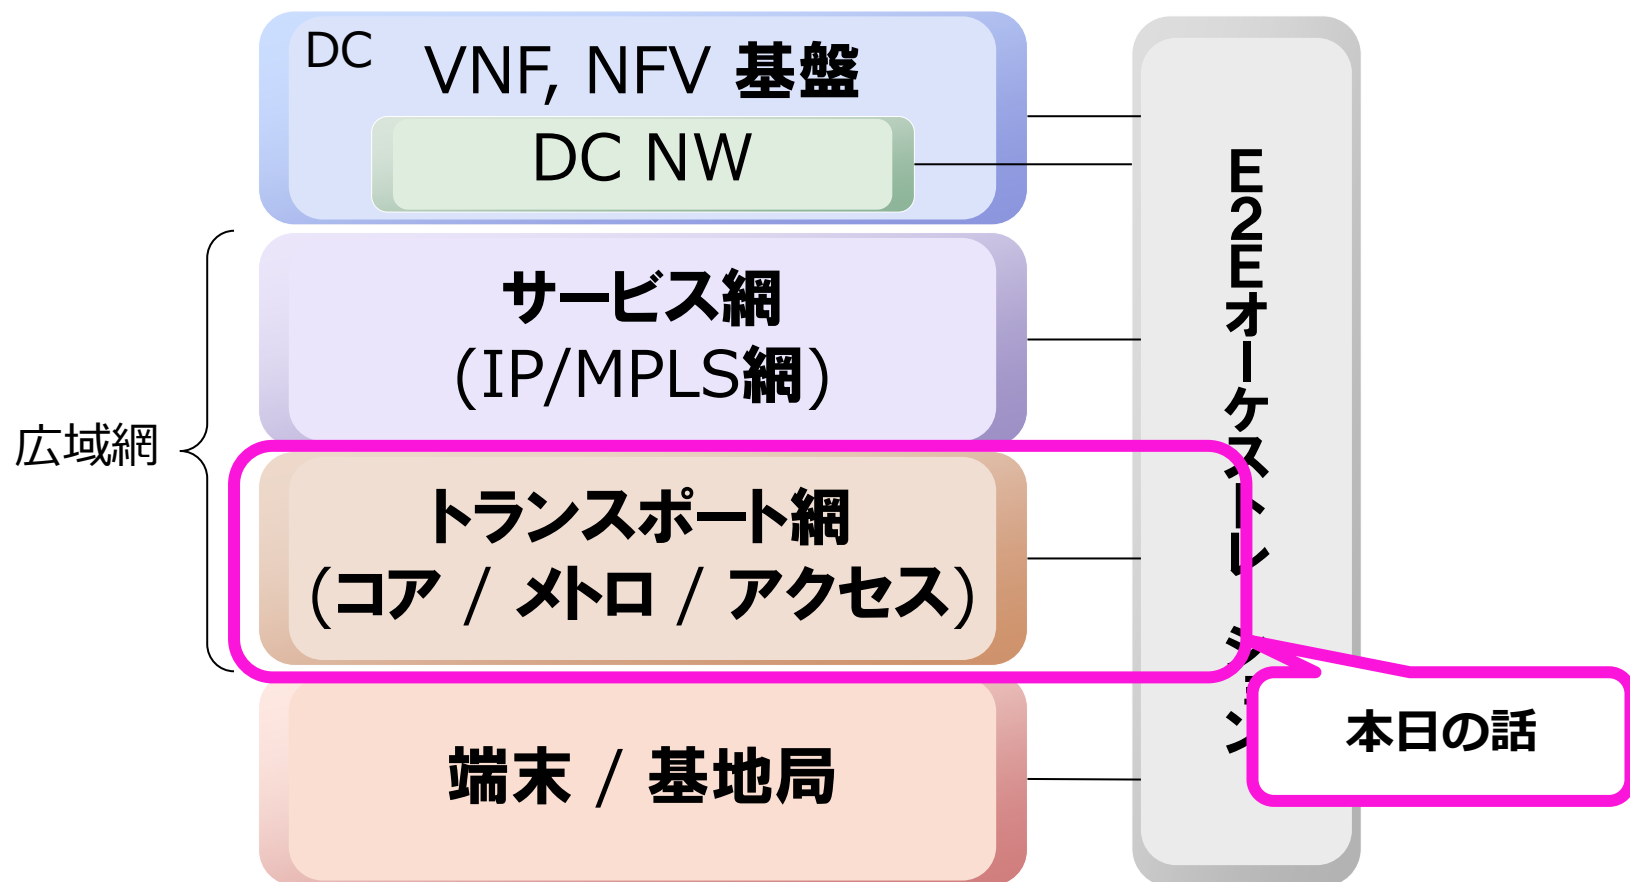 DC
VNF, NFV 基盤
DC NW
サービス網
(IP/MPLS網)
広域網
トランスポート網
(コア / メトロ / アクセス)
端末 / 基地局
E2Eオーケストレーション
本日の話